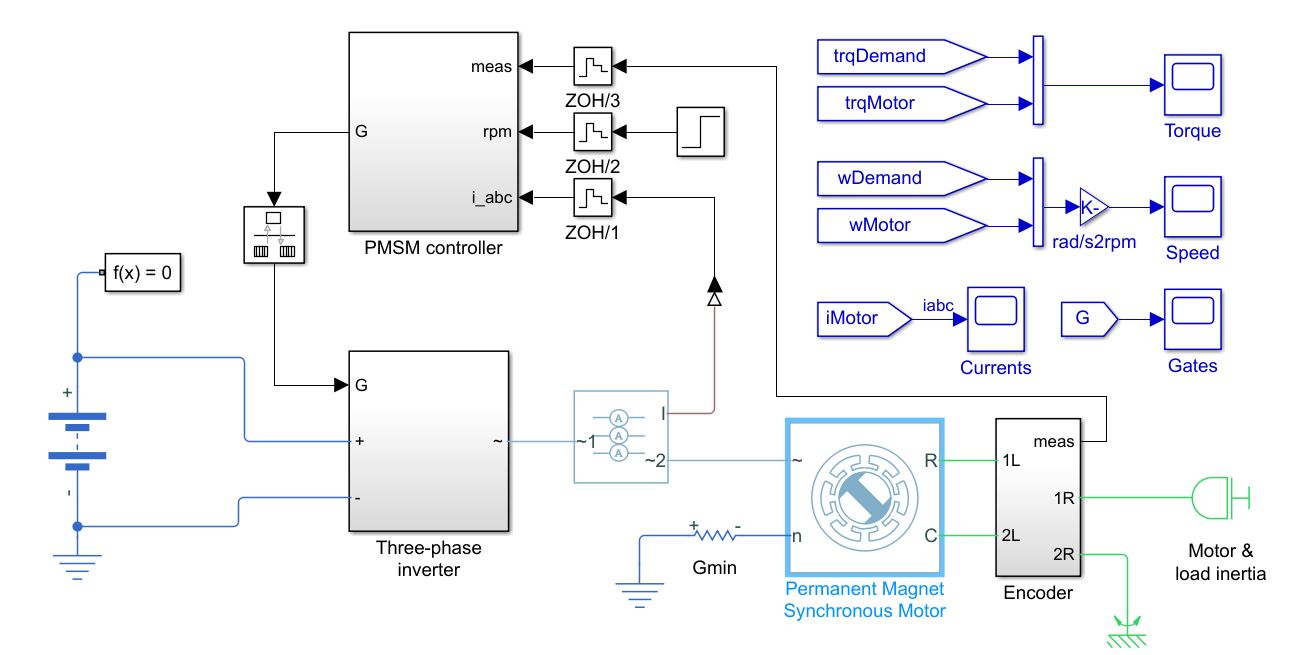 meas
ZOH/3
G
rpm
ZOH/2
i_abc
ZOH/1
PMSM controller
trqDemand
trqMotor
Torque
wDemand
wMotor
K-
rad/s2rpm
Speed
iMotor
iabc
Currents
G
Gates
f(x) = 0
+
-
G
+
-
~
Three-phase
inverter
A
A
A
~1
I
~2
+
-
Gmin
~
n
R
C
Permanent Magnet
Synchronous Motor
meas
1L
1R
2L
2R
Encoder
Motor &
load inertia